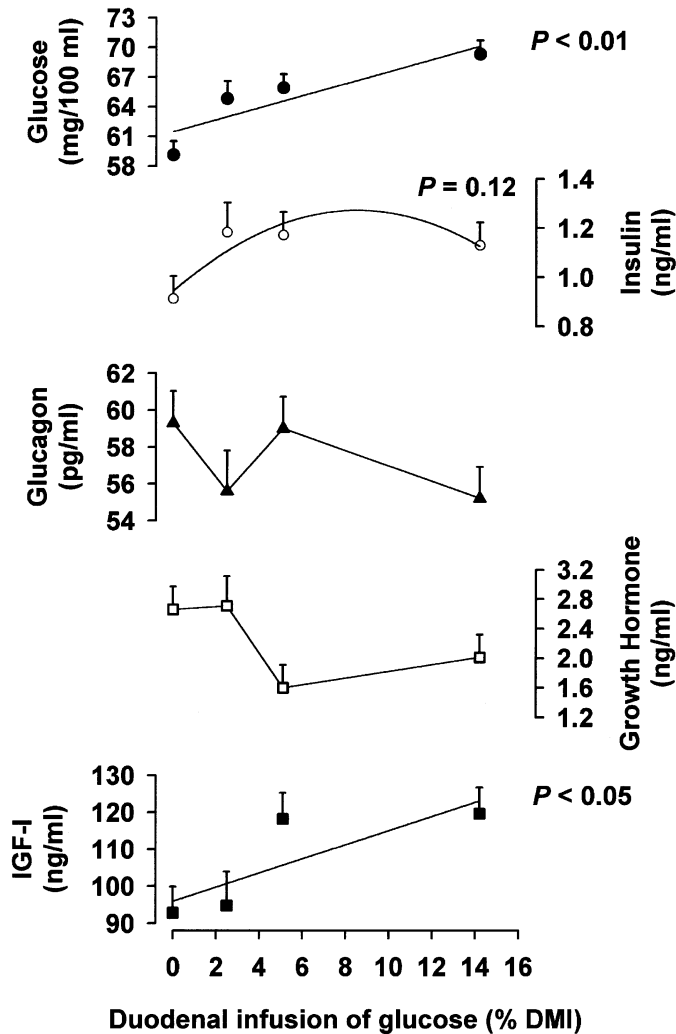 Glucose
(mg/100 ml)
73
70
67
64
61
58
P < 0.01
P = 0.12
1.4
1.2
1.0
0.8
Insulin
(ng/ml)
Glucagon
(pg/ml)
62
60
58
56
54
3.2
2.8
2.4
2.0
1.6
1.2
Growth Hormone
(ng/ml)
IGF-I
(ng/ml)
130
120
110
100
90
P < 0.05
0 2 4 6 8 10 12 14 16
Duodenal infusion of glucose (% DMI)